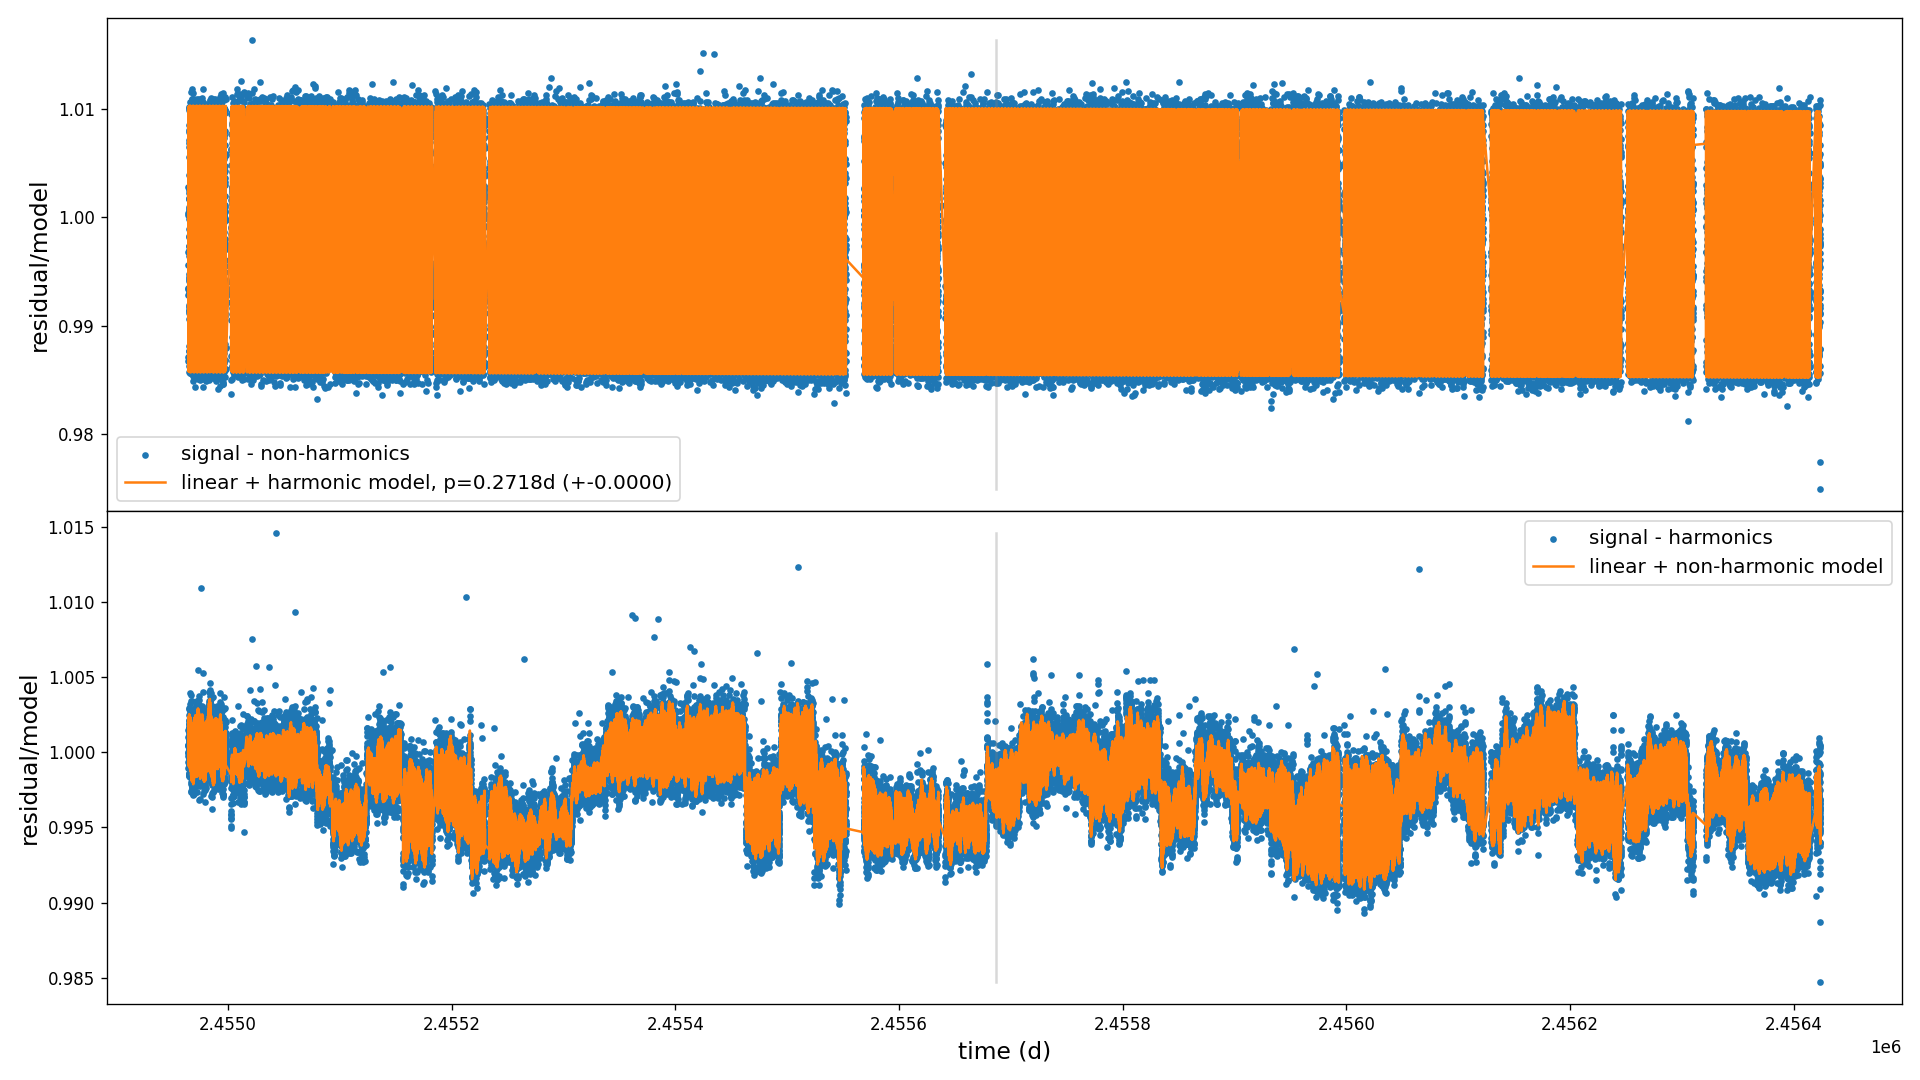 residual/model
1.01
1.00
0.99
0.98
signal - non-harmonics
linear + harmonic model, p=0.2718d (+-0.0000)
residual/model
1.015
1.010
1.005
1.000
0.995
0.990
0.985
signal - harmonics
linear + non-harmonic model
2.4550
2.4552
2.4554
2.4556
2.4558
2.4560
2.4562
2.4564
time (d)
1e6